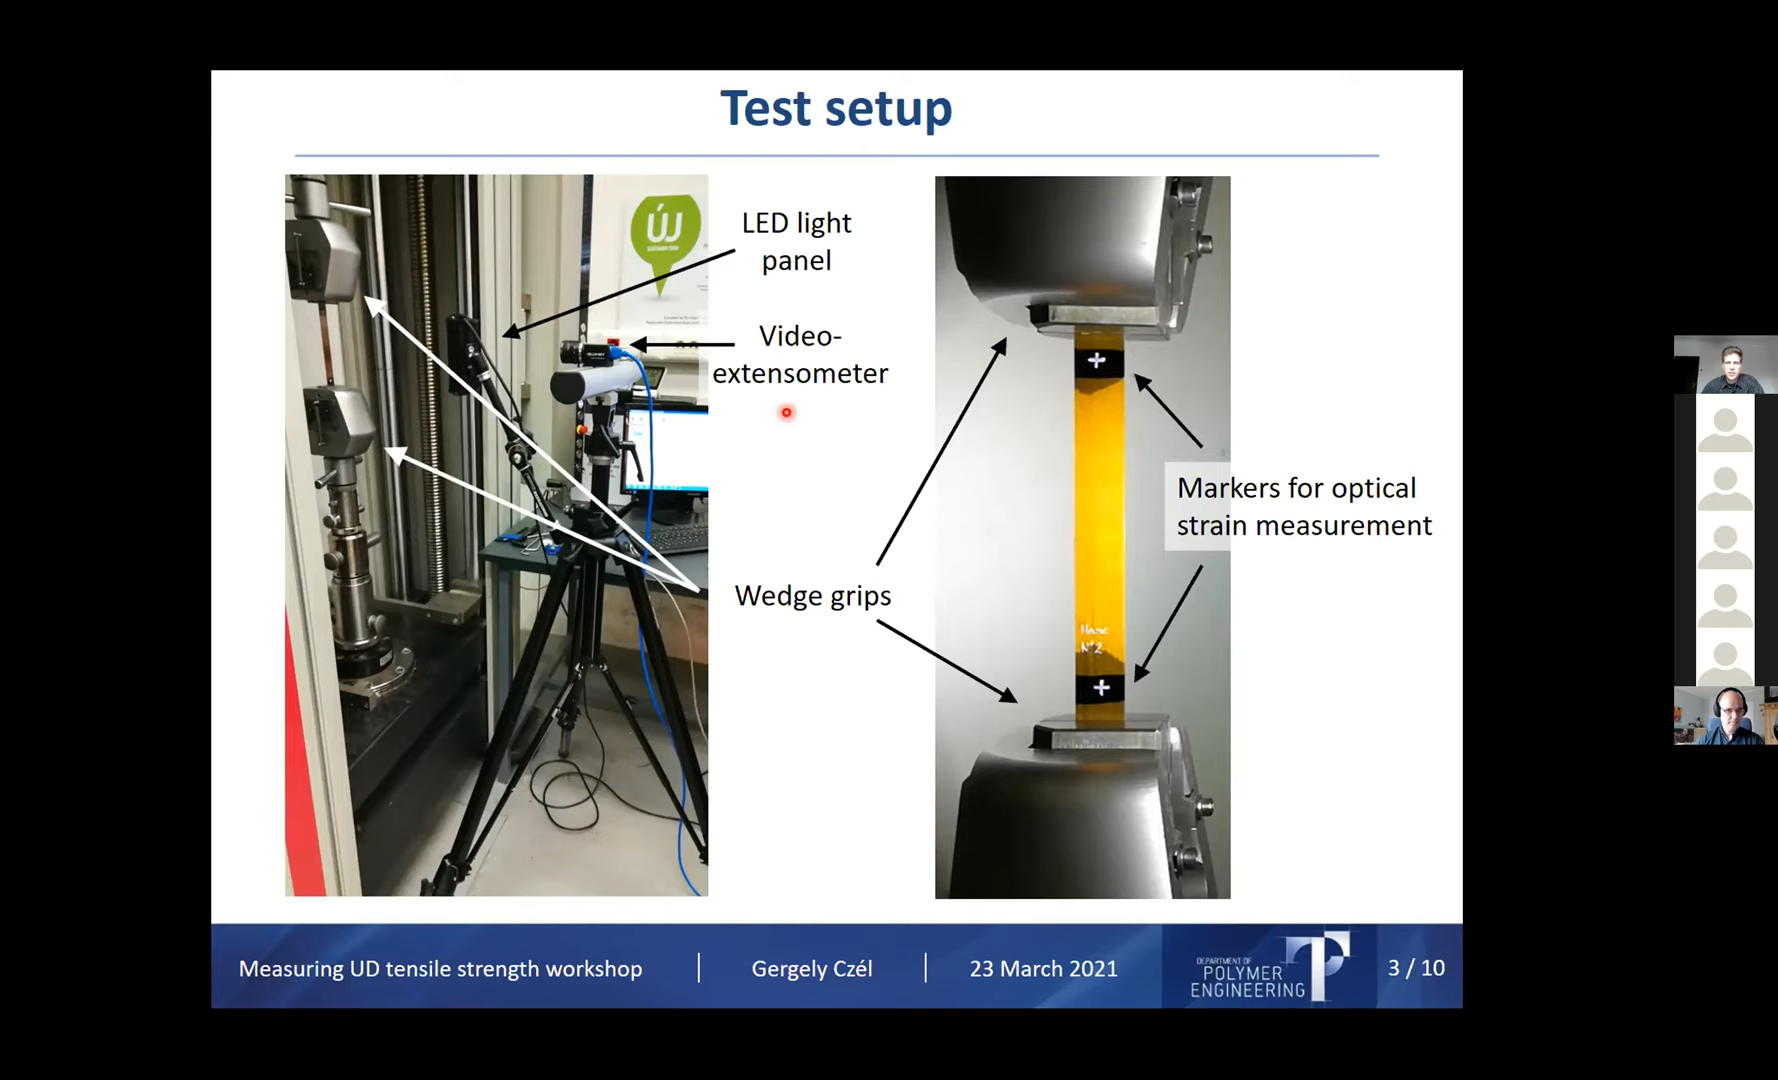 Test setup
ÚJ
LED light
panel
Video-
extensometer
Markers for optical
strain measurement
Wedge grips
N°2
Measuring UD tensile strength workshop
Gergely Czél
23 March 2021
DEPARTMENT OF
POLYMER
ENGINEERING
3 / 10